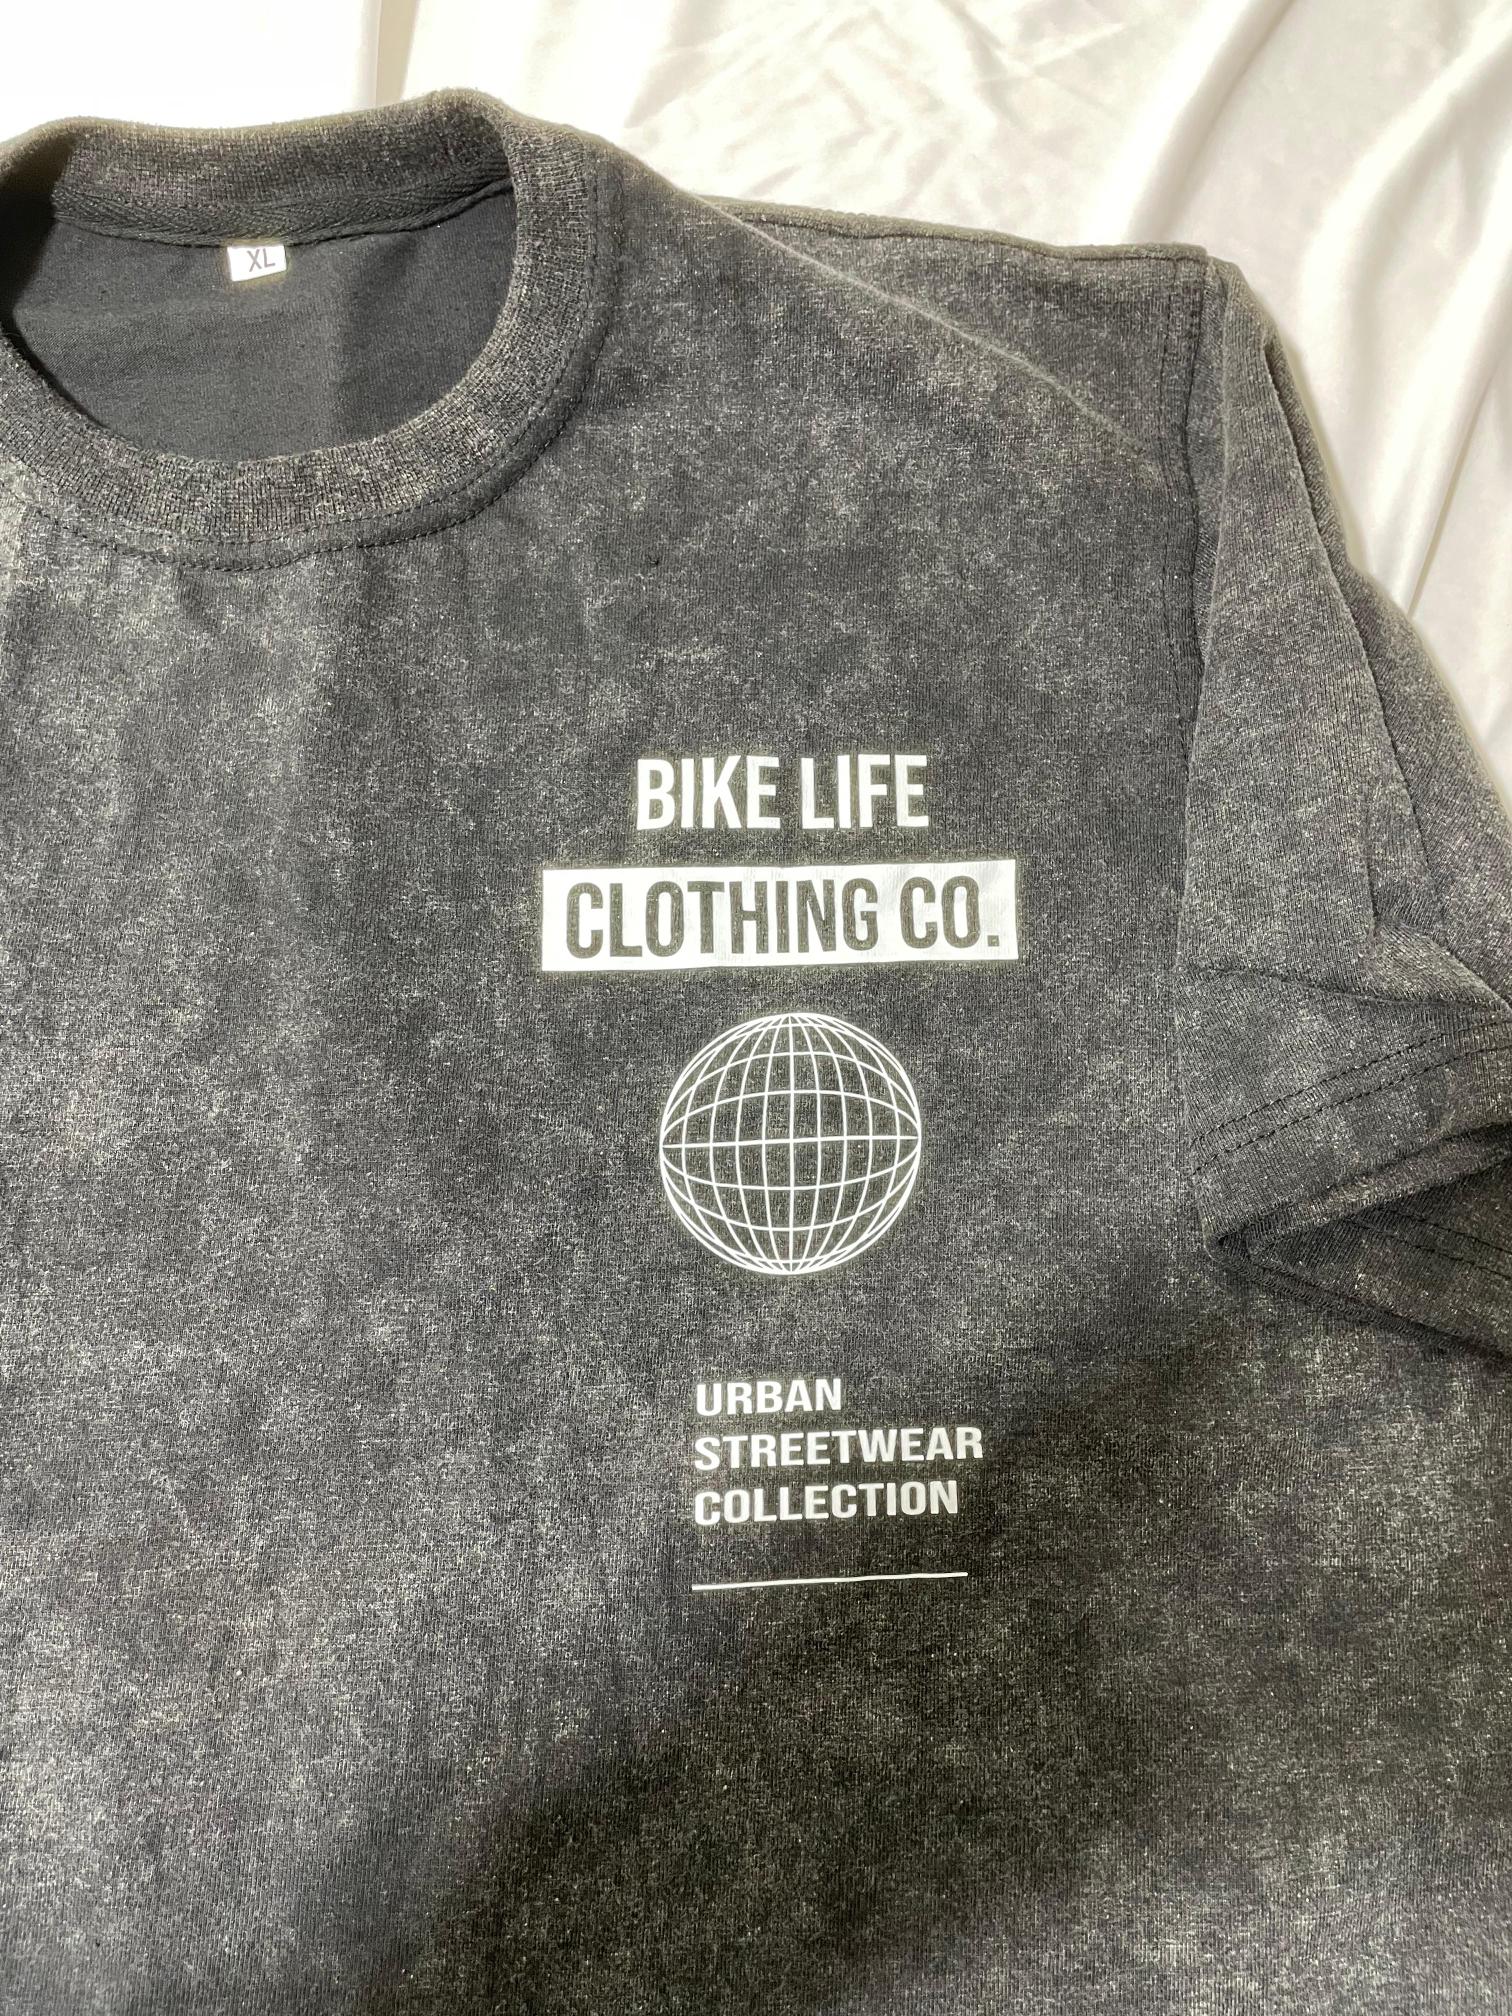 XL
BIKE LIFE
CLOTHING CO.
URBAN
STREETWEAR
COLLECTION